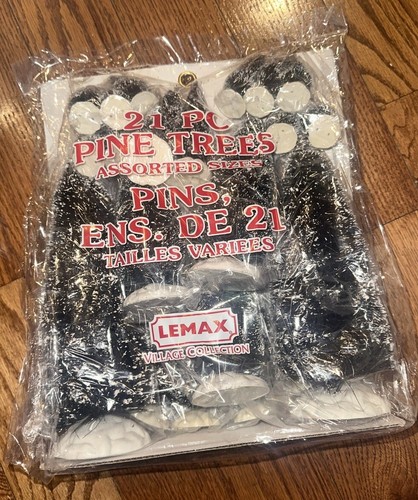 21 PC
PINE TREES
ASSORTED SIZES
PINS,
ENS. DE 21
TAILLES VARIEES
LEMAX
VILLAGE COLLECTION